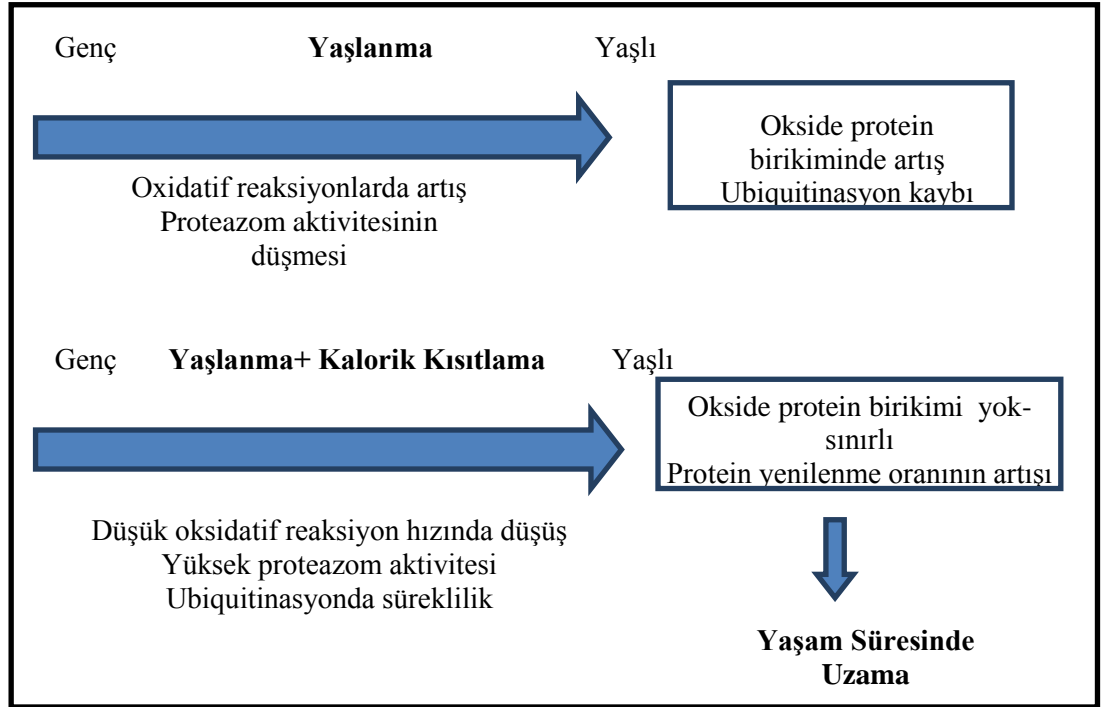 Genç Yaşlanma Yaşlı
Okside protein
birikiminde artış
Ubiquitinasyon kaybı
Oxidatif reaksiyonlarda artış
Proteazom aktivitesinin
düşmesi
Genç Yaşlanma+ Kalorik Kısıtlama Yaşlı
Okside protein birikimi yok-
sınırlı
Protein yenilenme oranının artışı
Düşük oksidatif reaksiyon hızında düşüş
Yüksek proteazom aktivitesi
Ubiquitinasyonda süreklilik
Yaşam Süresinde
Uzama